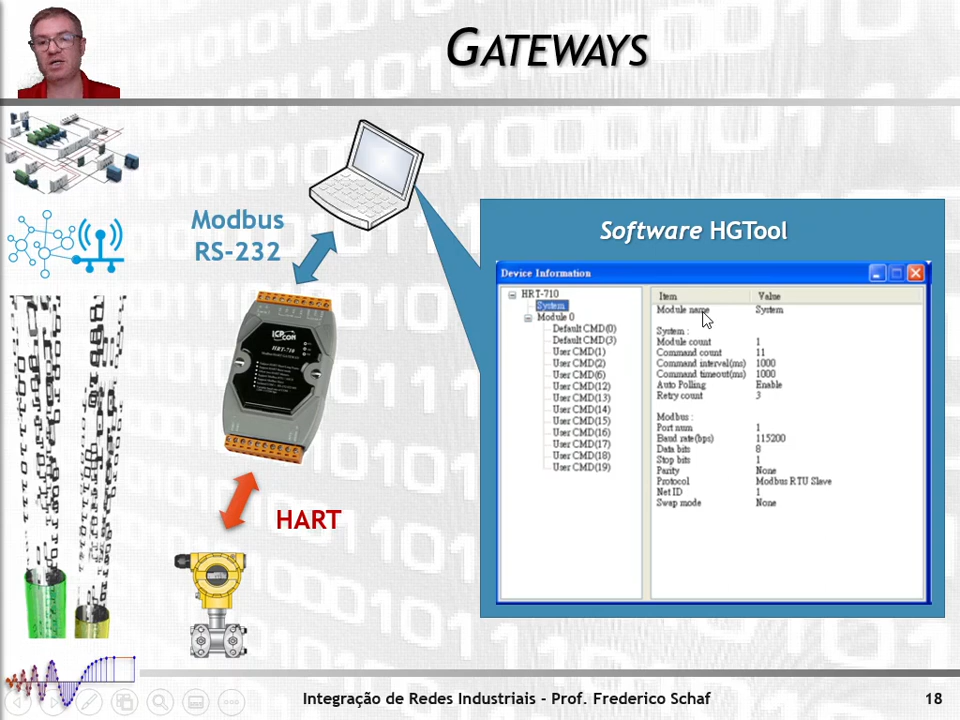 GATEWAYS
Modbus
RS-232
HART
ICP CON
HRT-710
Software HGTool
Device Information
HRT-710
System
Module 0
Default CMD(0)
Default CMD(3)
User CMD(1)
User CMD(2)
User CMD(6)
User CMD(12)
User CMD(13)
User CMD(14)
User CMD(15)
User CMD(16)
User CMD(17)
User CMD(18)
User CMD(19)
Item Value
Module name System
System :
Module count 1
Command count 11
Command interval(ms) 1000
Command timeout(ms) 1000
Auto Polling Enable
Retry count 3
Modbus :
Port num 1
Baud rate(bps) 115200
Data bits 8
Stop bits 1
Parity None
Protocol Modbus RTU Slave
Net ID 1
Swap mode None
Integração de Redes Industriais - Prof. Frederico Schaf 18